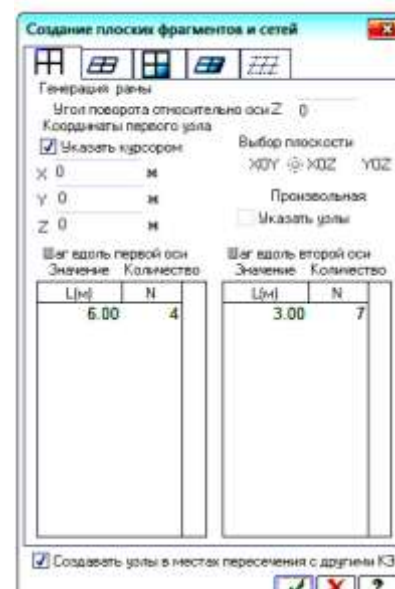 Создание плоских фрагментов и сетей
Генерация рамы
Угол поворота относительно оси Z 0
Координаты первого узла
Указать курсором
Выбор плоскости
XOY XOZ YOZ
X 0 м
Y 0 м
Z 0 м
Произвольная
Указать узлы
Шаг вдоль первой оси
Значение Количество
L(м) N
6.00 4
Шаг вдоль второй оси
Значение Количество
L(м) N
3.00 7
Создавать узлы в местах пересечения с другими КЭ
?